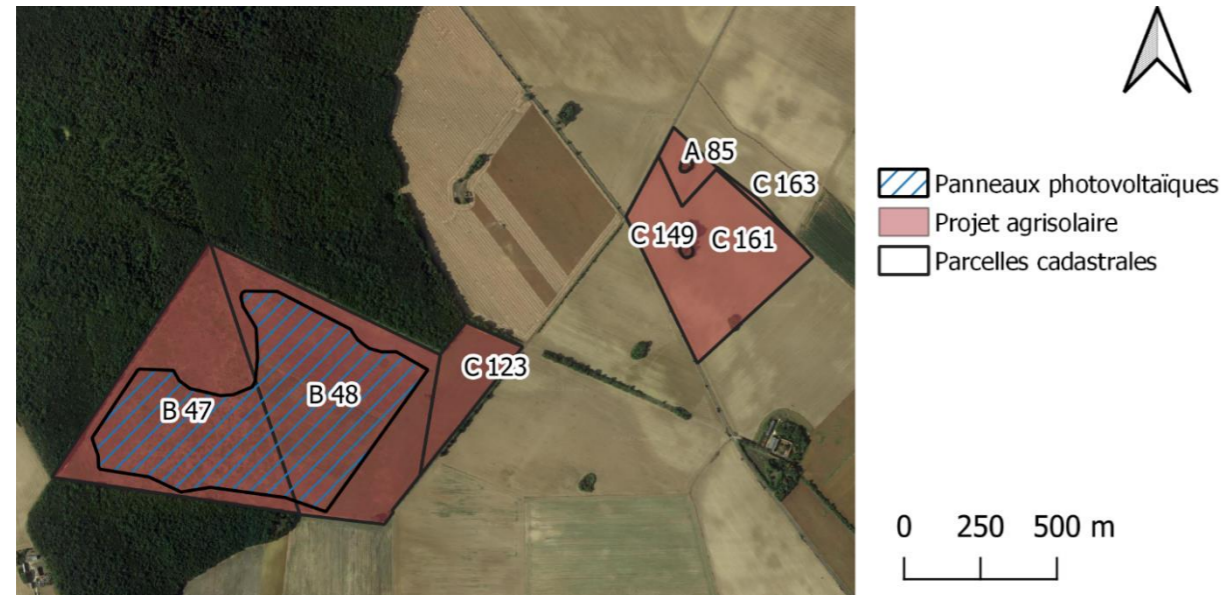 A 85
C 163
C 149
C 161
C 123
B 48
B 47
Panneaux photovoltaïques
Projet agrisolaire
Parcelles cadastrales
0 250 500 m